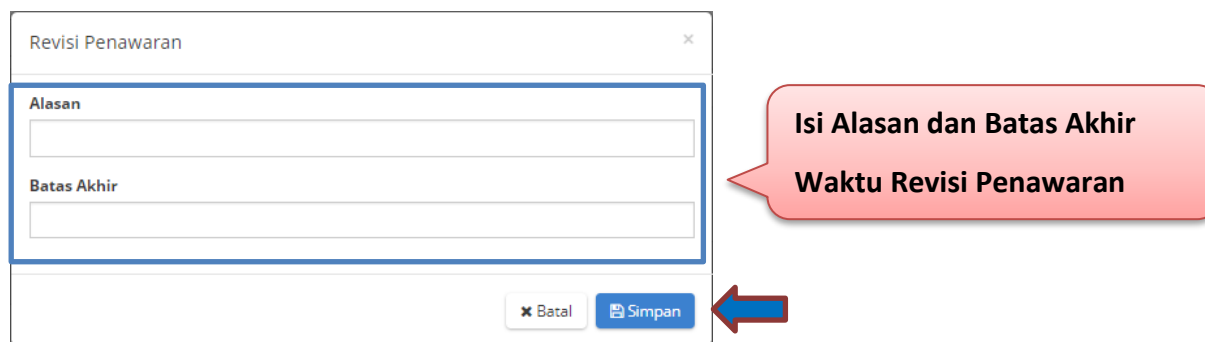 Revisi Penawaran ×
Alasan
Batas Akhir
Isi Alasan dan Batas Akhir
Waktu Revisi Penawaran
Batal Simpan